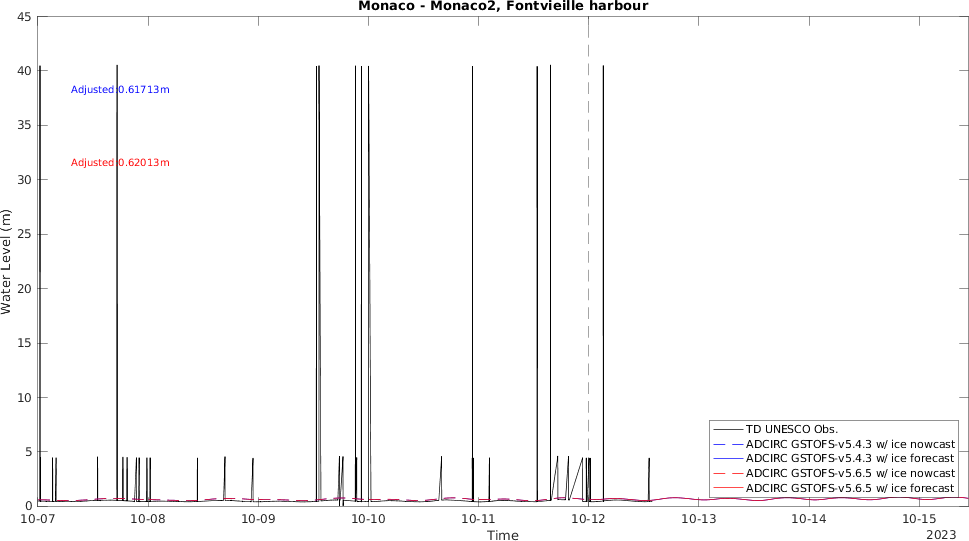 Monaco - Monaco2, Fontvieille harbour
45
40
35
30
25
20
15
10
5
0
Water Level (m)
Adjusted:0.61713m
Adjusted:0.62013m
TD UNESCO Obs.
ADCIRC GSTOFS-v5.4.3 w/ ice nowcast
ADCIRC GSTOFS-v5.4.3 w/ ice forecast
ADCIRC GSTOFS-v5.6.5 w/ ice nowcast
ADCIRC GSTOFS-v5.6.5 w/ ice forecast
10-07 10-08 10-09 10-10 10-11 10-12 10-13 10-14 10-15
Time
2023